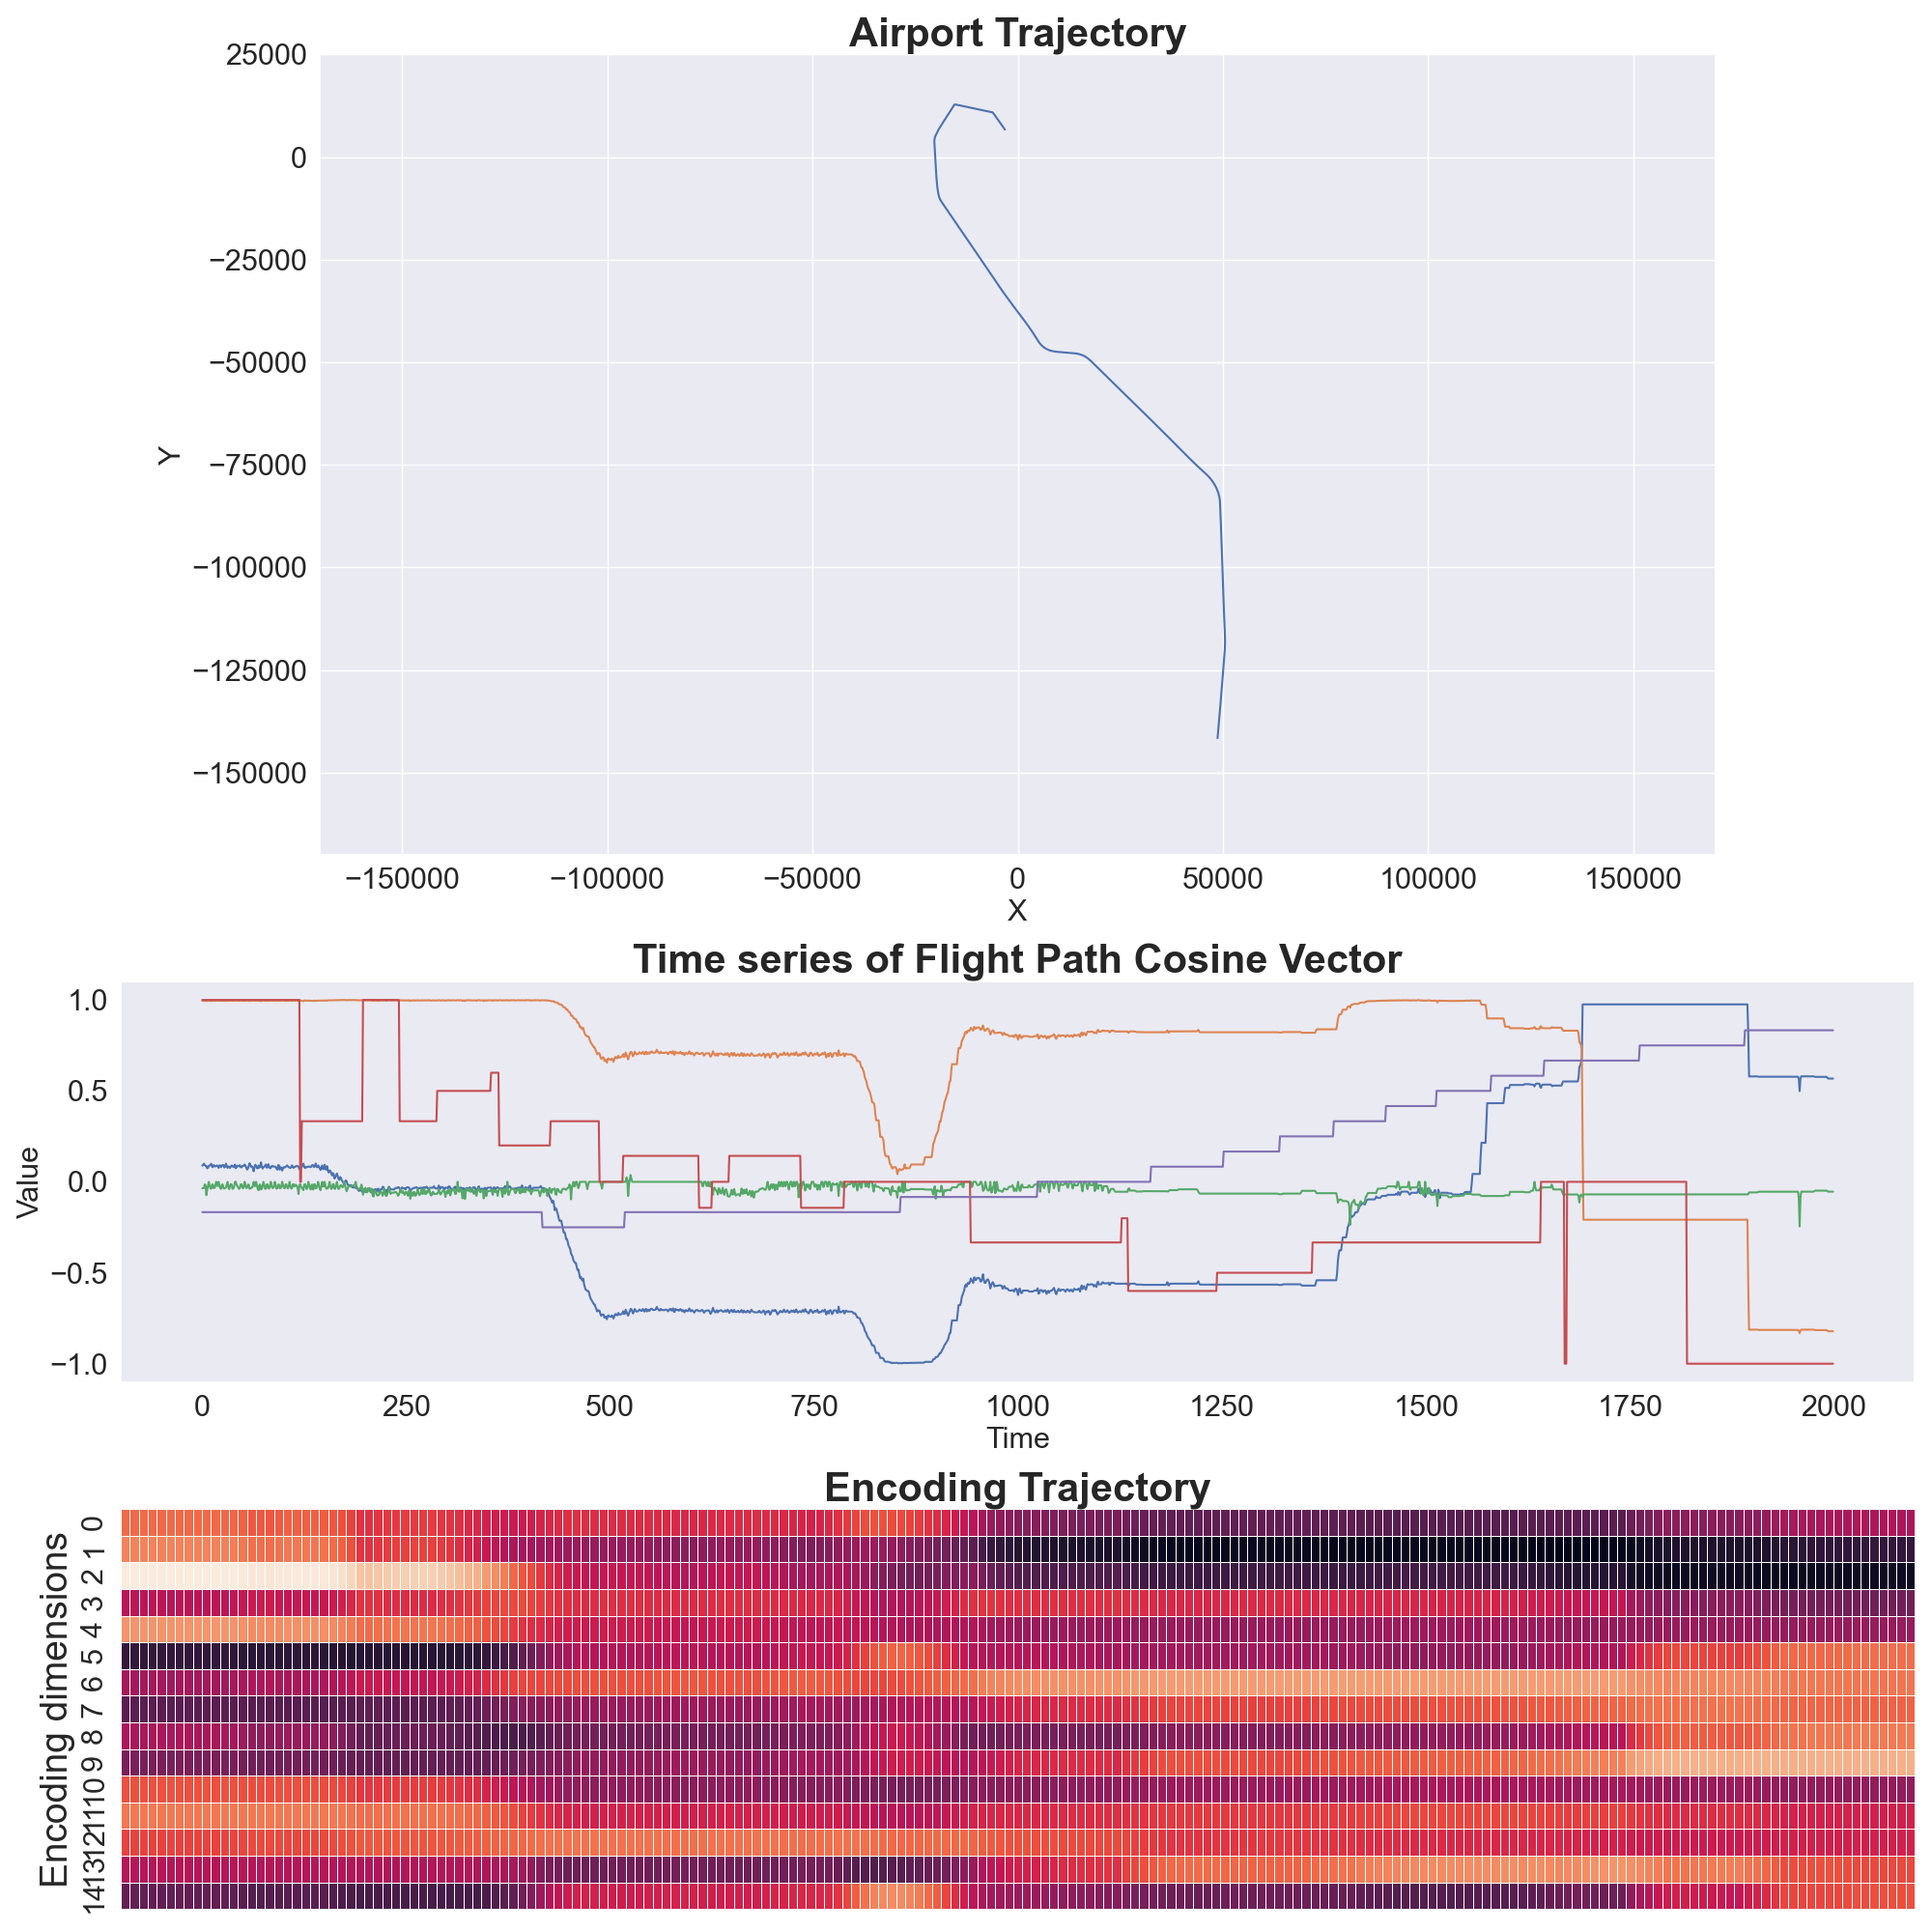 Airport Trajectory
25000
0
−25000
−50000
−75000
−100000
−125000
−150000
Y
−150000 −100000 −50000 0 50000 100000 150000
X
Time series of Flight Path Cosine Vector
1.0
0.5
0.0
−0.5
−1.0
Value
0 250 500 750 1000 1250 1500 1750 2000
Time
Encoding Trajectory
Encoding dimensions
0
1
2
3
4
5
6
7
8
9
10
11
12
13
14